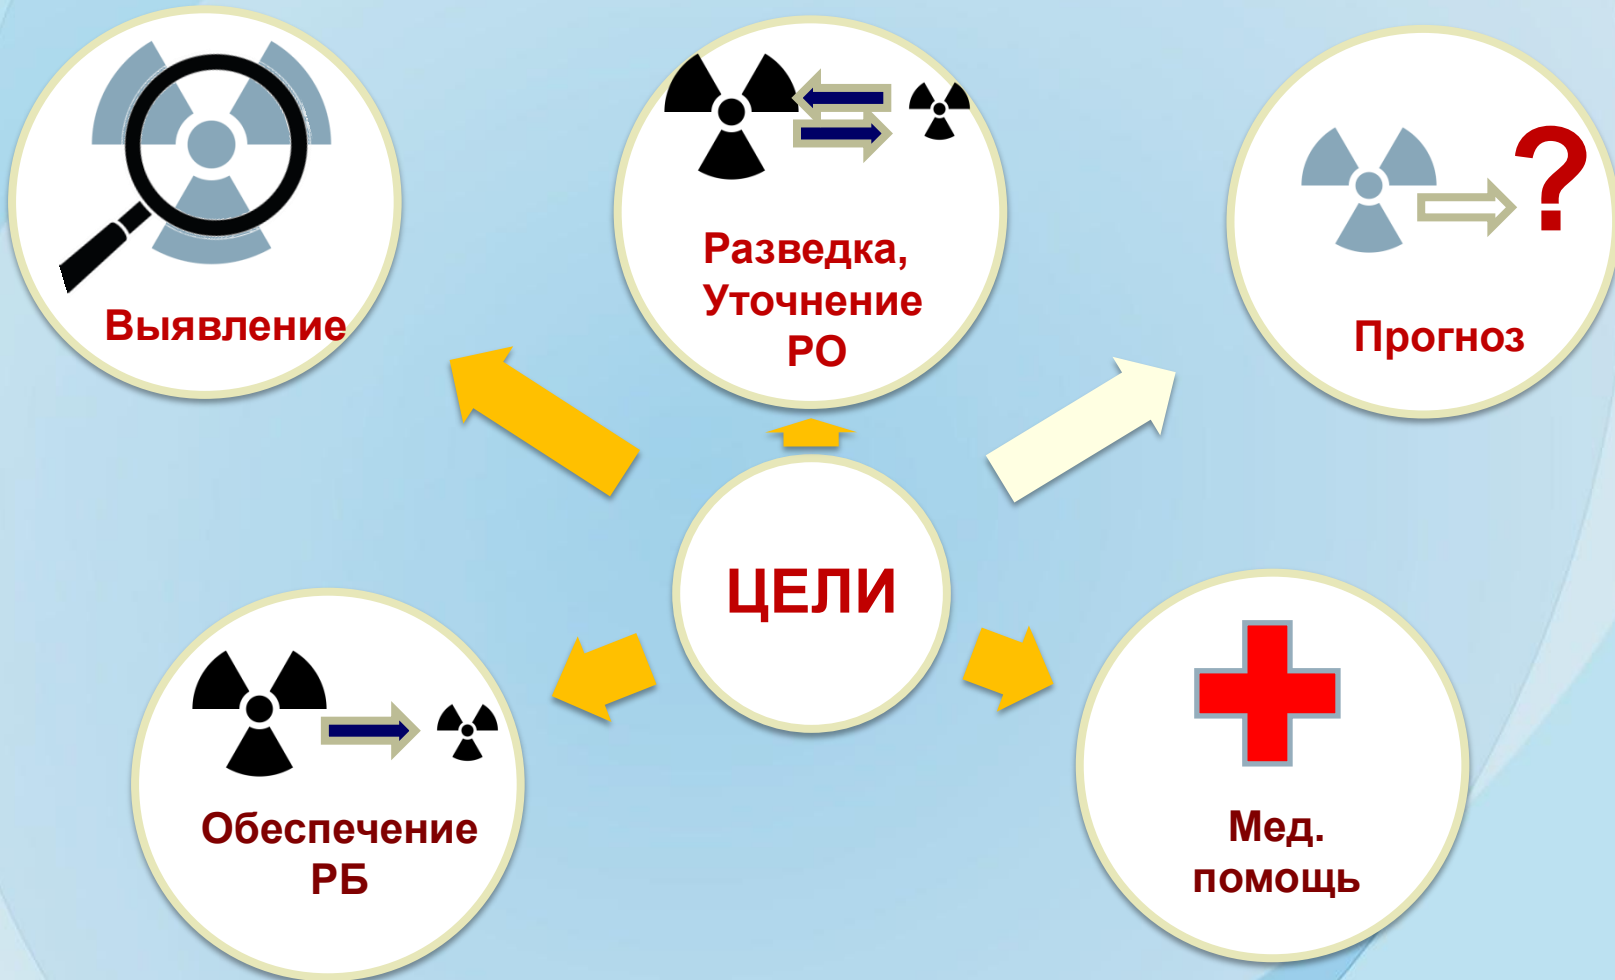 Выявление
Разведка,
Уточнение
РО
?
Прогноз
ЦЕЛИ
Обеспечение
РБ
Мед.
помощь